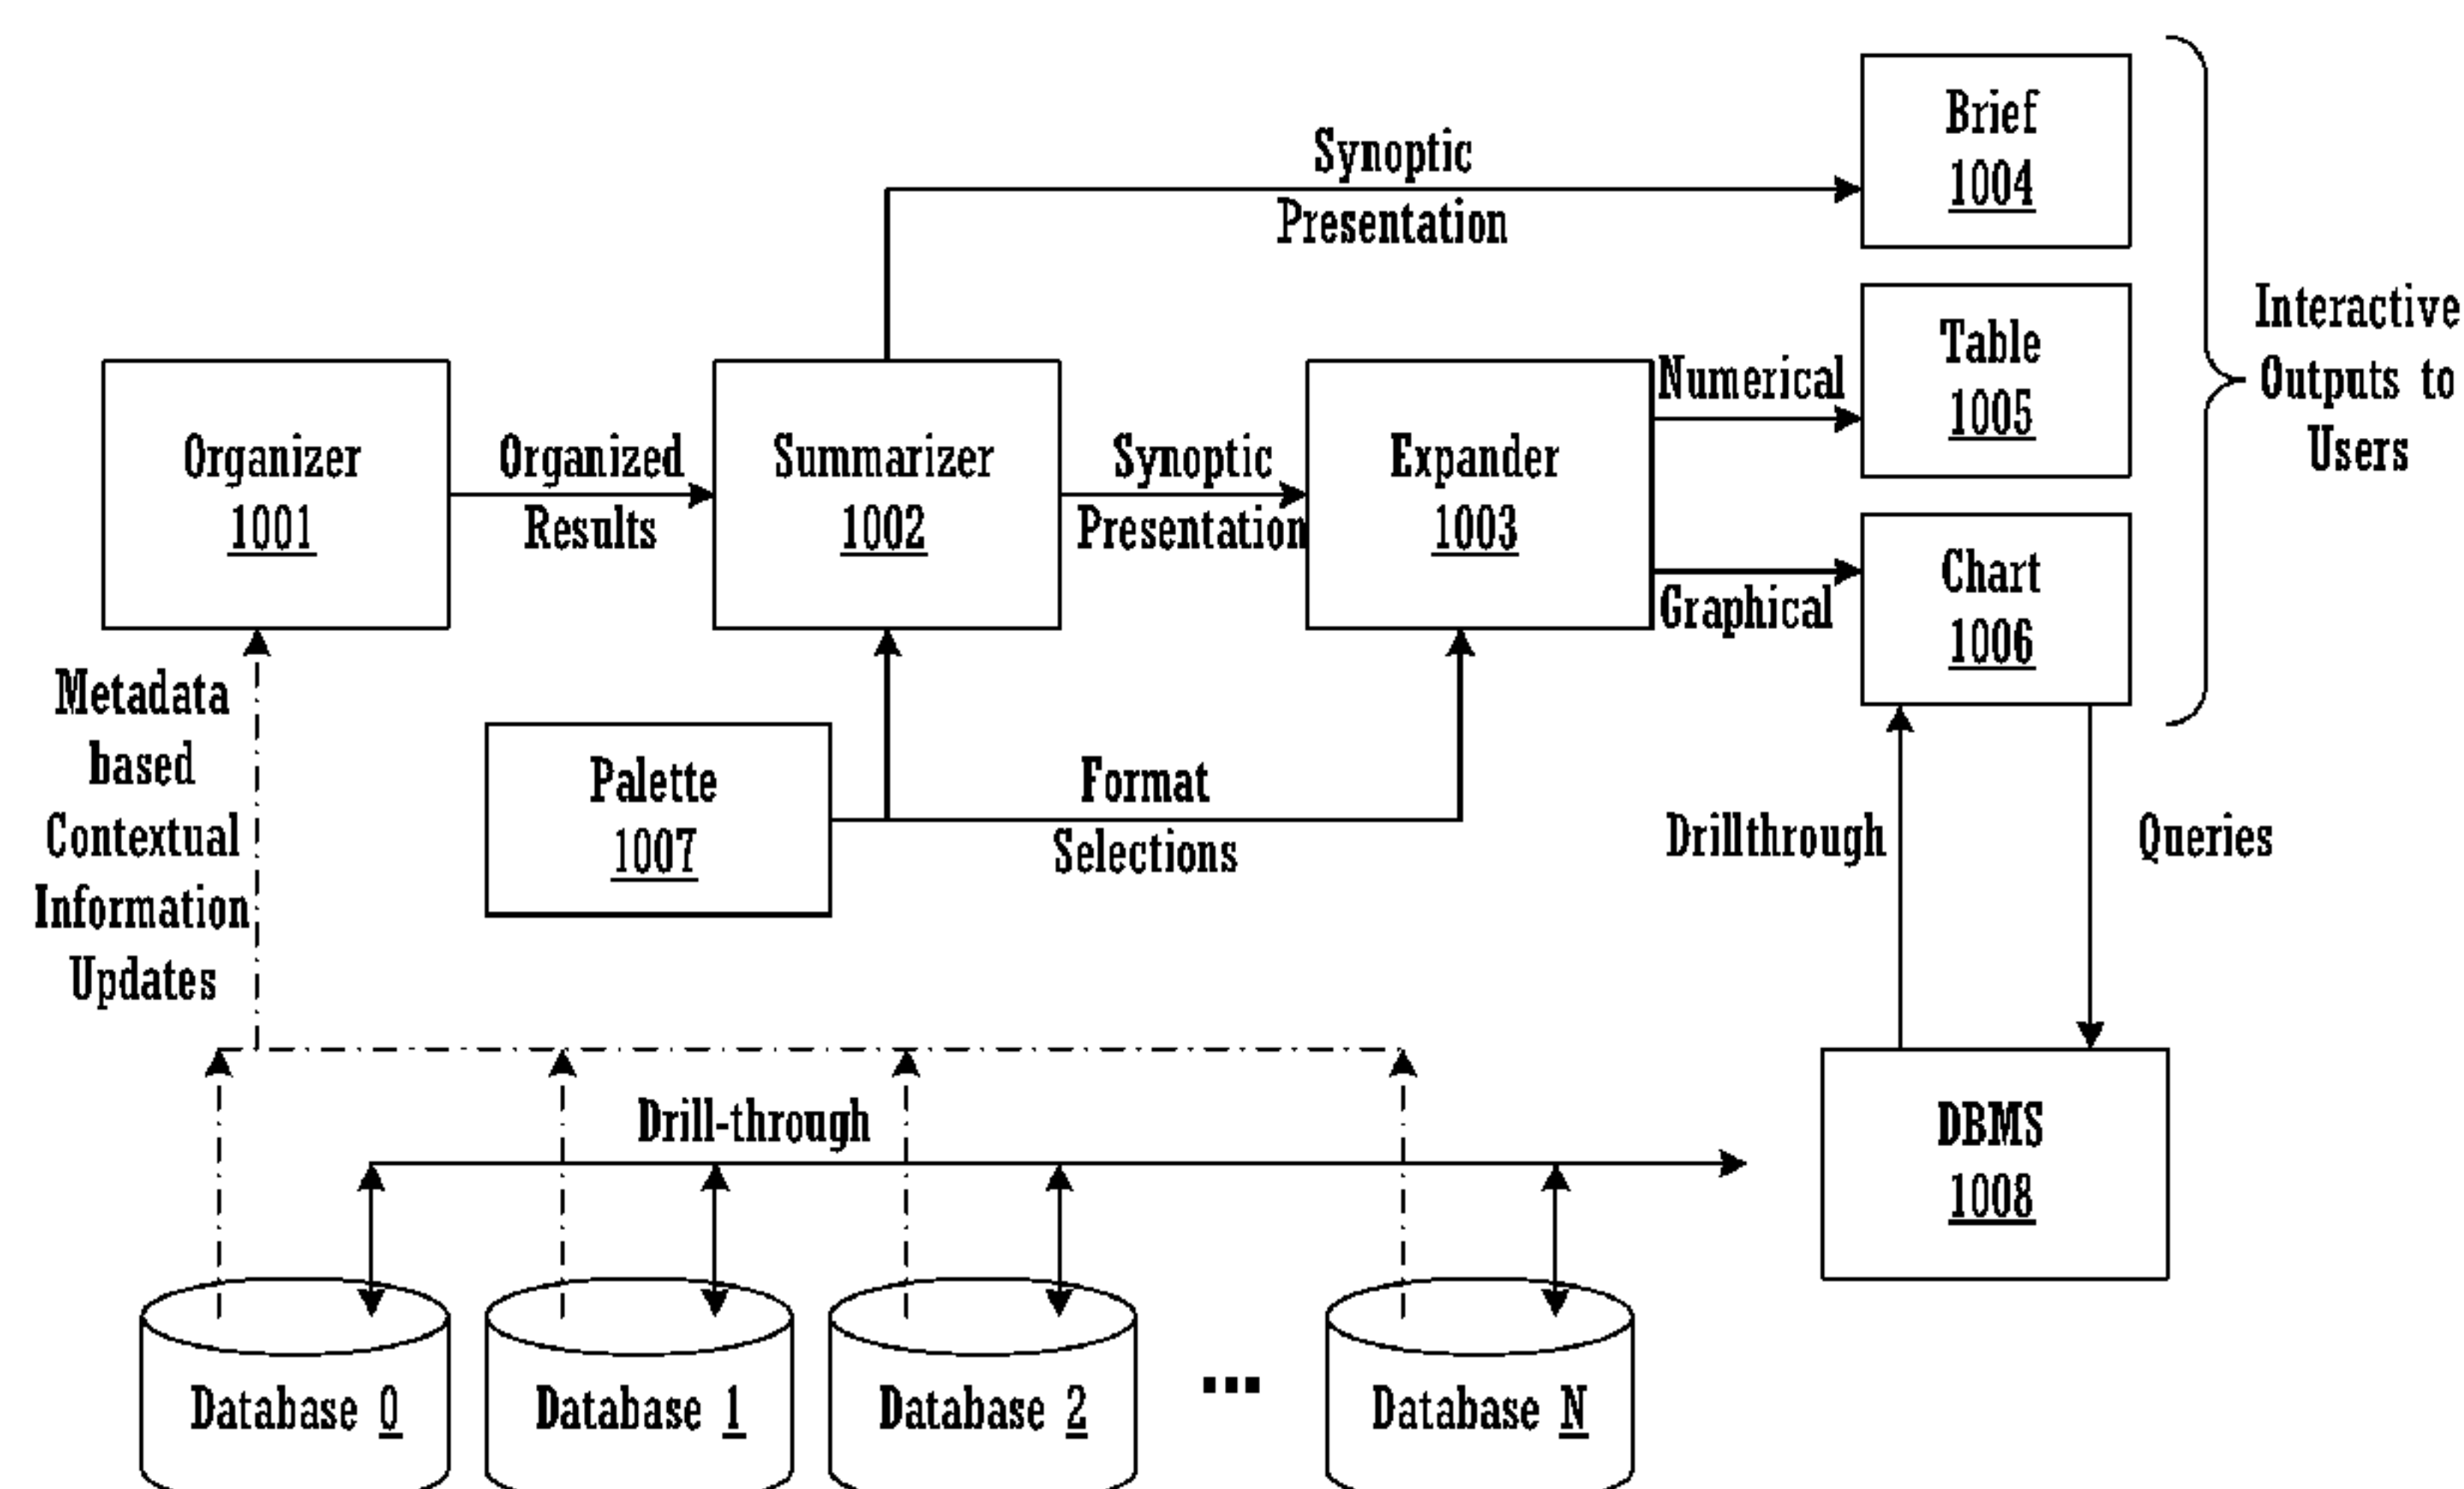 Brief
1004
Synoptic
Presentation
Table
1005
Interactive
Outputs to
Users
Numerical
Organizer
1001
Organized
Results
Summarizer
1002
Synoptic
Presentation
Expander
1003
Graphical
Chart
1006
Metadata
based
Contextual
Information
Updates
Palette
1007
Format
Selections
Drillthrough
Queries
Drill-through
DBMS
1008
Database 0
Database 1
Database 2
...
Database N